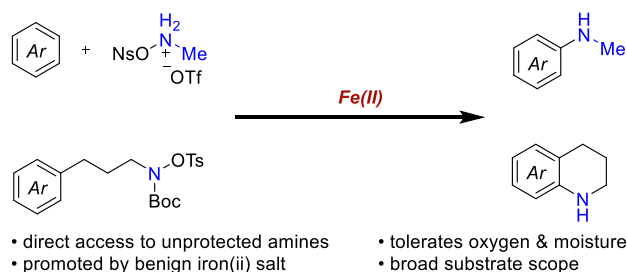 H2
N
NsO
Me
+
−
OTf
Ar
+
Fe(II)
H
N
Me
Ar
Ar
N
OTs
Boc
Ar
N
H
• direct access to unprotected amines
• promoted by benign iron(ii) salt
• tolerates oxygen & moisture
• broad substrate scope